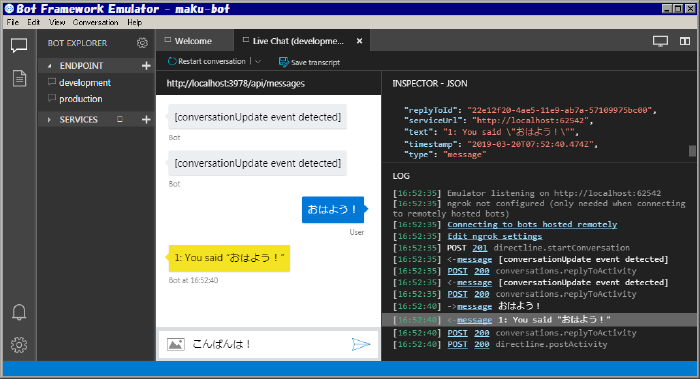 Bot Framework Emulator - maku-bot
File Edit View Conversation Help
BOT EXPLORER
ENDPOINT
development
production
SERVICES
Welcome
Live Chat (developme...
Restart conversation
Save transcript
http://localhost:3978/api/messages
[conversationUpdate event detected]
Bot
[conversationUpdate event detected]
Bot
おはよう！
User
1: You said "おはよう！"
Bot at 16:52:40
こんばんは！
INSPECTOR - JSON
"replyToId": "22e12f20-4ae5-11e9-ab7a-57109975bc00",
"serviceUrl": "http://localhost:62542",
"text": "1: You said \"おはよう！\"",
"timestamp": "2019-03-20T07:52:40.474Z",
"type": "message"
LOG
[16:52:35] Emulator listening on http://localhost:62542
[16:52:35] ngrok not configured (only needed when connecting
to remotely hosted bots)
[16:52:35] Connecting to bots hosted remotely
[16:52:35] Edit ngrok settings
[16:52:35] POST 201 directline.startConversation
[16:52:35] <-message [conversationUpdate event detected]
[16:52:35] POST 200 conversations.replyToActivity
[16:52:35] <-message [conversationUpdate event detected]
[16:52:35] POST 200 conversations.replyToActivity
[16:52:40] ->message おはよう！
[16:52:40] <-message 1: You said "おはよう！"
[16:52:40] POST 200 conversations.replyToActivity
[16:52:40] POST 200 directline.postActivity